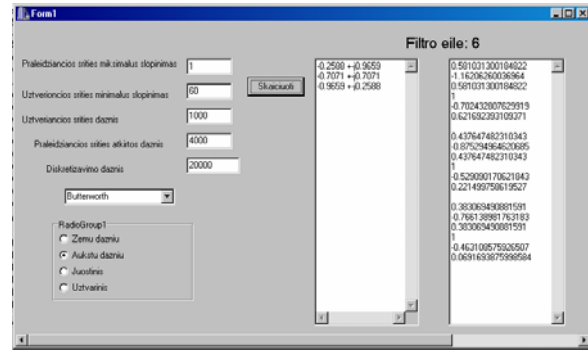 Form1
Filtro eile: 6
Praleidziancios srities miksimalus slopinimas
1
Uztverioncios srities minimalus slopinimas
60
Skaiciuoti
Uztveriancios srities daznis
1000
Praleidziancios srities atkirtos daznis
4000
Diskretizavimo daznis
20000
Butterworth
RadioGroup1
Zemu dazniu
Aukstu dazniu
Juostinis
Uztvarinis
-0.2588 +-j0.9659
-0.7071 +-j0.7071
-0.9659 +-j0.2588
0.581031300184822
-1.16206260036964
0.581031300184822
1
-0.702432807629919
0.621692393109371
0.437647482310343
-0.875294964620685
0.437647482310343
1
-0.529090170621843
0.221499758619527
0.383069490881591
-0.766138981763183
0.383069490881591
1
-0.463108575926507
0.0691693875998584